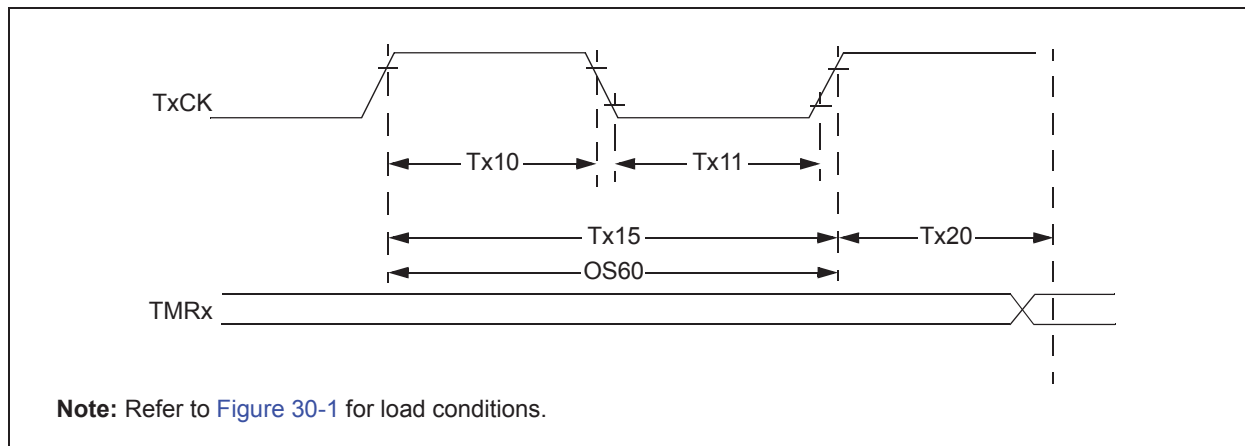 TxCK
Tx10 Tx11
Tx15 Tx20
OS60
TMRx
Note: Refer to Figure 30-1 for load conditions.